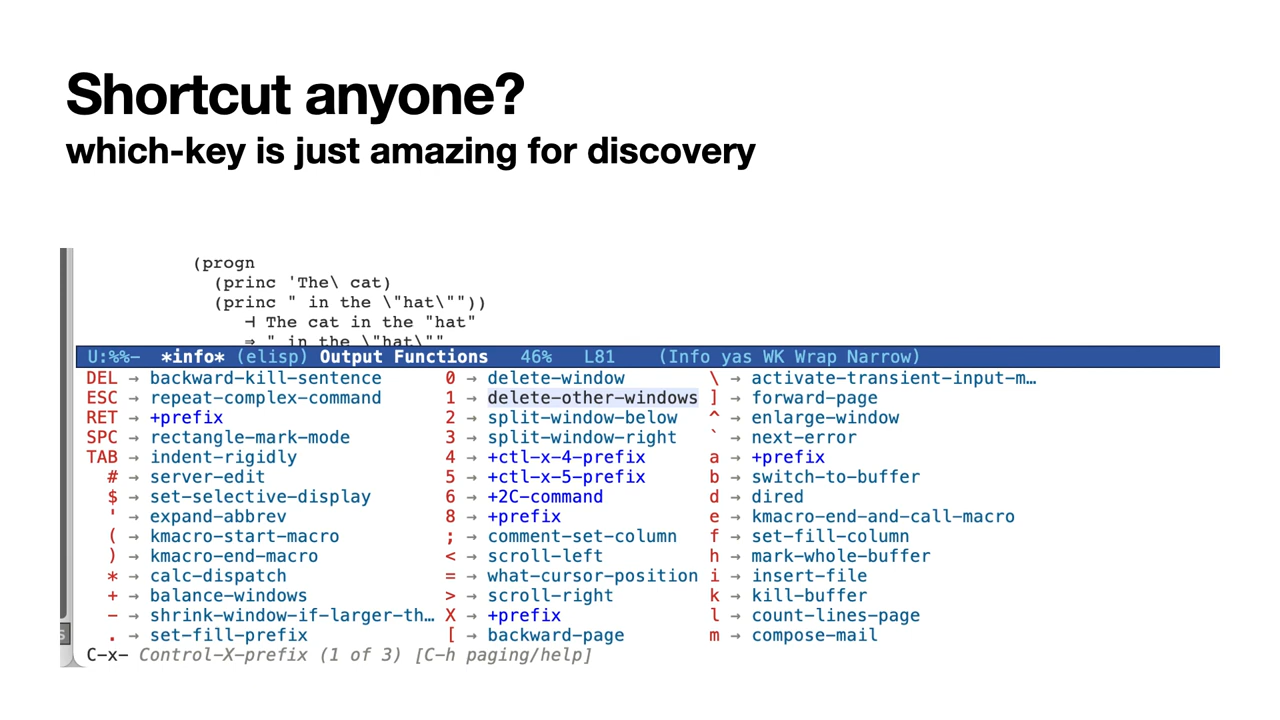 Shortcut anyone?
which-key is just amazing for discovery
(progn
(princ 'The\ cat)
(princ " in the \"hat\""))
⊣ The cat in the "hat"
⇒ " in the \"hat\""
U:%%- *info* (elisp) Output Functions 46% L81 (Info yas WK Wrap Narrow)
DEL → backward-kill-sentence 0 → delete-window \ → activate-transient-input-m…
ESC → repeat-complex-command 1 → delete-other-windows ] → forward-page
RET → +prefix 2 → split-window-below ^ → enlarge-window
SPC → rectangle-mark-mode 3 → split-window-right ` → next-error
TAB → indent-rigidly 4 → +ctl-x-4-prefix a → +prefix
# → server-edit 5 → +ctl-x-5-prefix b → switch-to-buffer
$ → set-selective-display 6 → +2C-command d → dired
' → expand-abbrev 8 → +prefix e → kmacro-end-and-call-macro
( → kmacro-start-macro ; → comment-set-column f → set-fill-column
) → kmacro-end-macro < → scroll-left h → mark-whole-buffer
* → calc-dispatch = → what-cursor-position i → insert-file
+ → balance-windows > → scroll-right k → kill-buffer
- → shrink-window-if-larger-th… X → +prefix l → count-lines-page
. → set-fill-prefix [ → backward-page m → compose-mail
C-x- Control-X-prefix (1 of 3) [C-h paging/help]